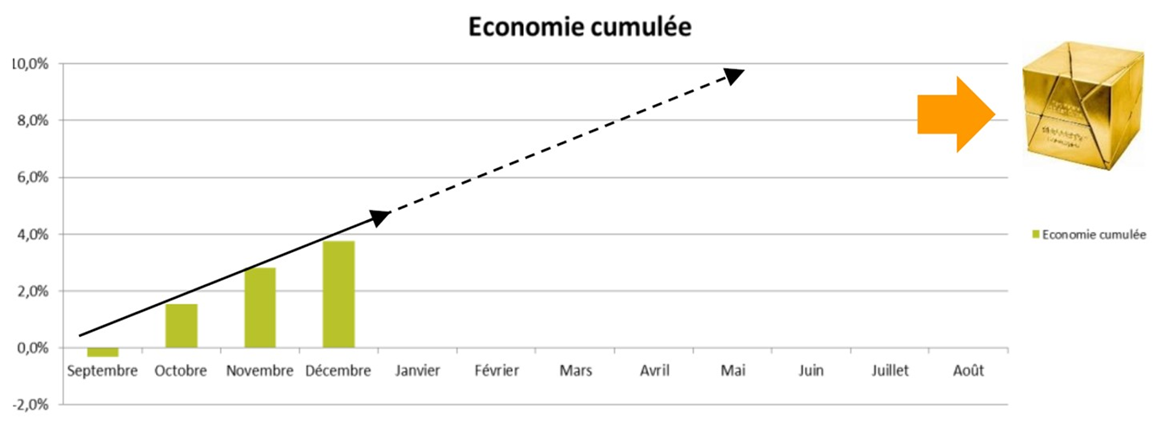 Economie cumulée
10,0%
8,0%
6,0%
4,0%
2,0%
0,0%
-2,0%
Septembre Octobre Novembre Décembre Janvier Février Mars Avril Mai Juin Juillet Août
Economie cumulée